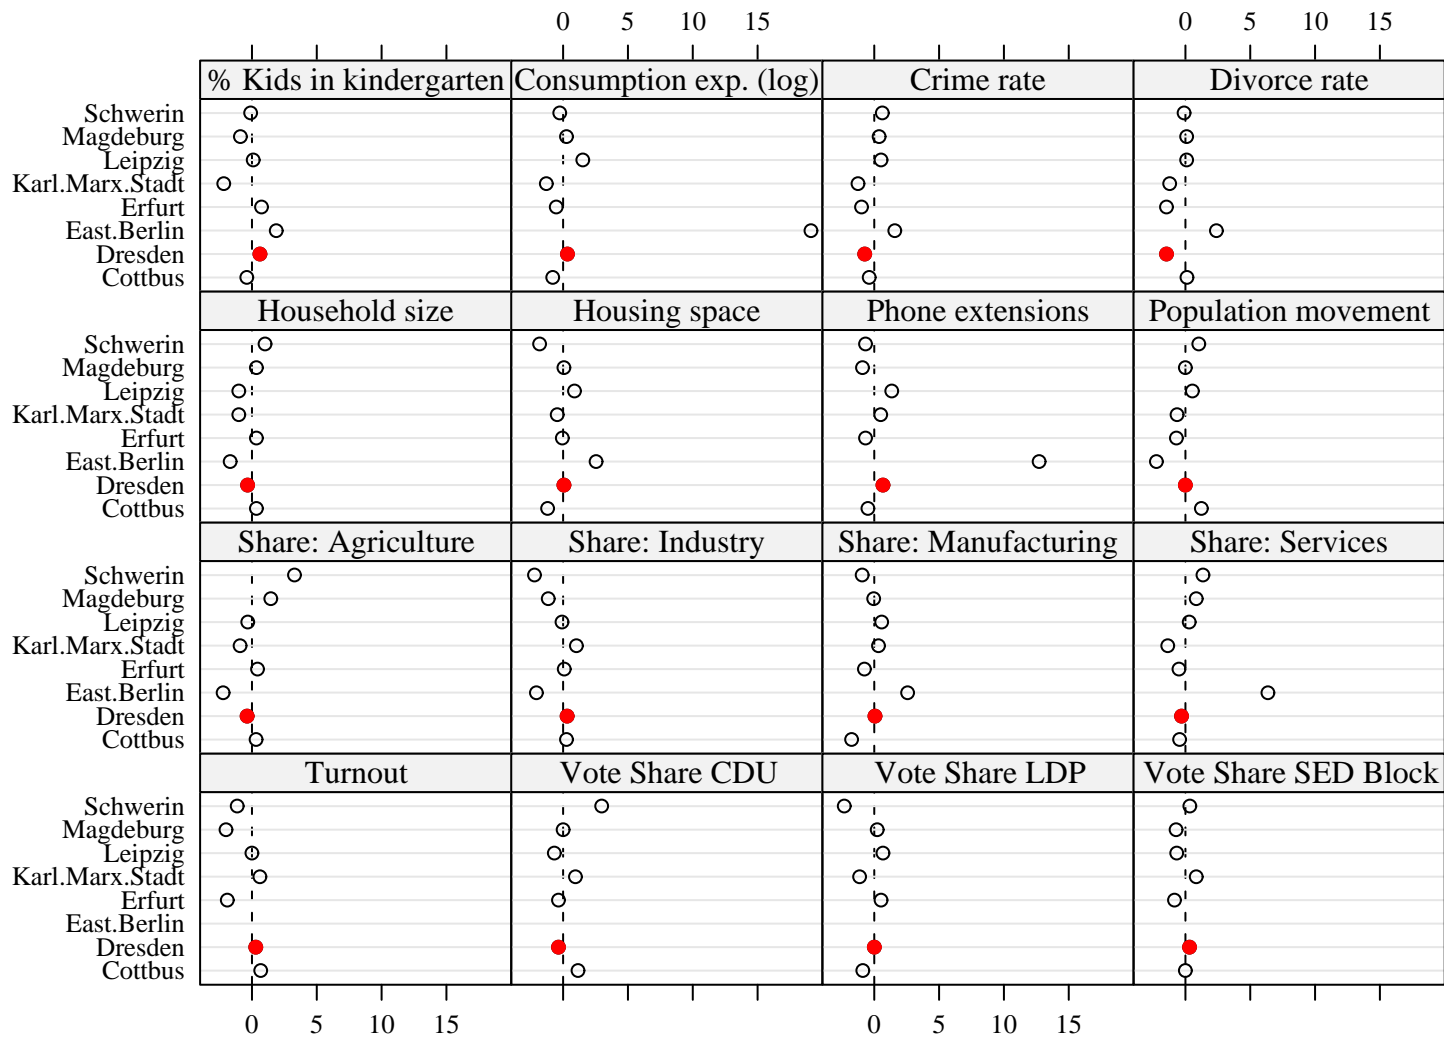 0 5 10 15 0 5 10 15
% Kids in kindergarten Consumption exp. (log) Crime rate Divorce rate
Schwerin
Magdeburg
Leipzig
Karl.Marx.Stadt
Erfurt
East.Berlin
Dresden
Cottbus
Household size Housing space Phone extensions Population movement
Schwerin
Magdeburg
Leipzig
Karl.Marx.Stadt
Erfurt
East.Berlin
Dresden
Cottbus
Share: Agriculture Share: Industry Share: Manufacturing Share: Services
Schwerin
Magdeburg
Leipzig
Karl.Marx.Stadt
Erfurt
East.Berlin
Dresden
Cottbus
Turnout Vote Share CDU Vote Share LDP Vote Share SED Block
Schwerin
Magdeburg
Leipzig
Karl.Marx.Stadt
Erfurt
East.Berlin
Dresden
Cottbus
0 5 10 15 0 5 10 15